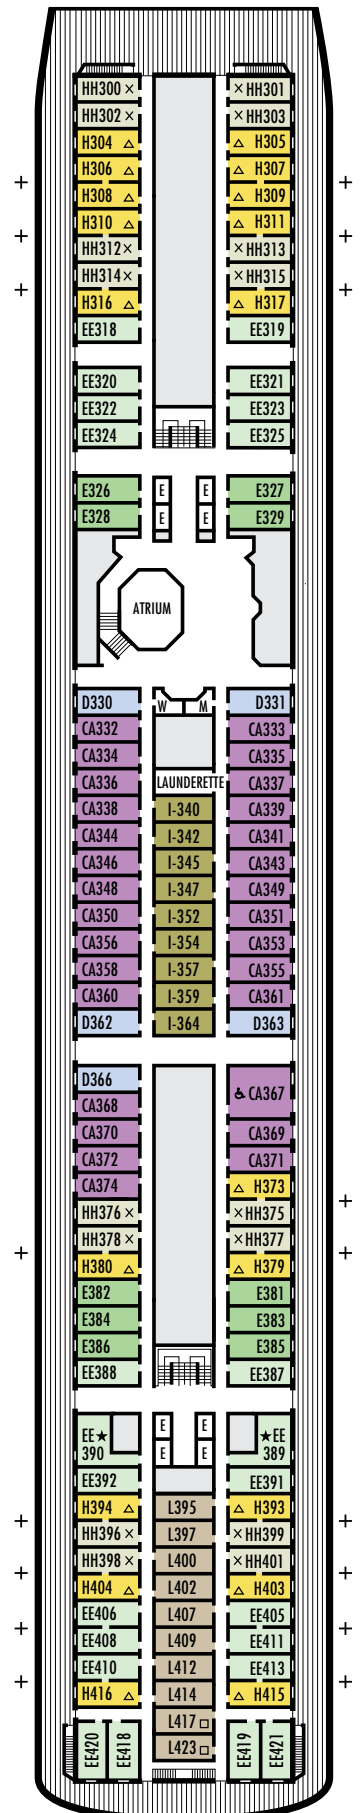 HH300 × × HH301
HH302 × × HH303
H304 △ △ H305
H306 △ △ H307
H308 △ △ H309
H310 △ △ H311
HH312 × × HH313
HH314 × × HH315
H316 △ △ H317
EE318 EE319
EE320 EE321
EE322 EE323
EE324 EE325
E326 E E E327
E328 E E E329
ATRIUM
D330 W M D331
CA332 CA333
CA334 CA335
CA336 LAUNDERETTE CA337
CA338 I-340 CA339
CA344 I-342 CA341
CA346 I-345 CA343
CA348 I-347 CA349
CA350 I-352 CA351
CA356 I-354 CA353
CA358 I-357 CA355
CA360 I-359 CA361
D362 I-364 D363
D366
CA368 ♿ CA367
CA370 CA369
CA372 CA371
CA374 △ H373
HH376 × × HH375
HH378 × × HH377
H380 △ △ H379
E382 E381
E384 E383
E386 E385
EE388 EE387
EE ★ E E ★ EE
390 E E 389
EE392 EE391
H394 △ L395 △ H393
HH396 × L397 × HH399
HH398 × L400 × HH401
H404 △ L402 △ H403
EE406 L407 EE405
EE408 L409 EE411
EE410 L412 EE413
H416 △ L414 △ H415
L417 □
EE420 EE418 L423 □ EE419 EE421